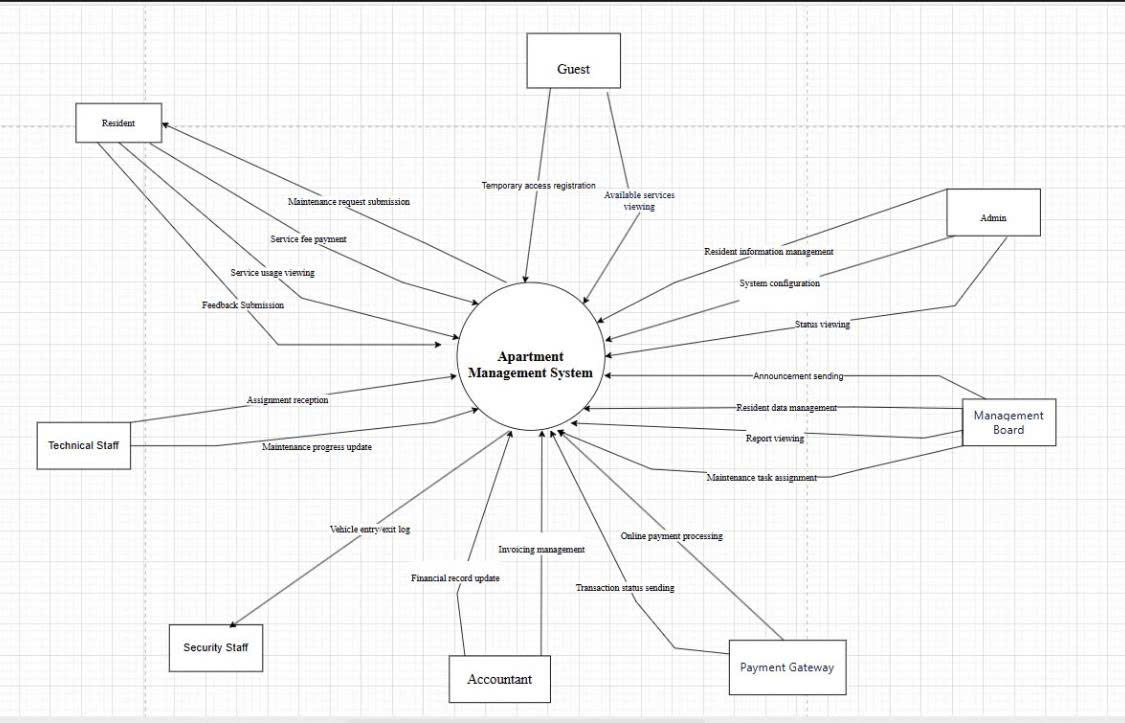 Guest
Resident
Temporary access registration
Available services
viewing
Maintenance request submission
Admin
Service fee payment
Resident information management
Service usage viewing
System configuration
Feedback Submission
Status viewing
Apartment
Management System
Announcement sending
Assignment reception
Resident data management
Management
Board
Technical Staff
Maintenance progress update
Report viewing
Maintenance task assignment
Vehicle entry/exit log
Online payment processing
Invoicing management
Financial record update
Transaction status sending
Security Staff
Accountant
Payment Gateway